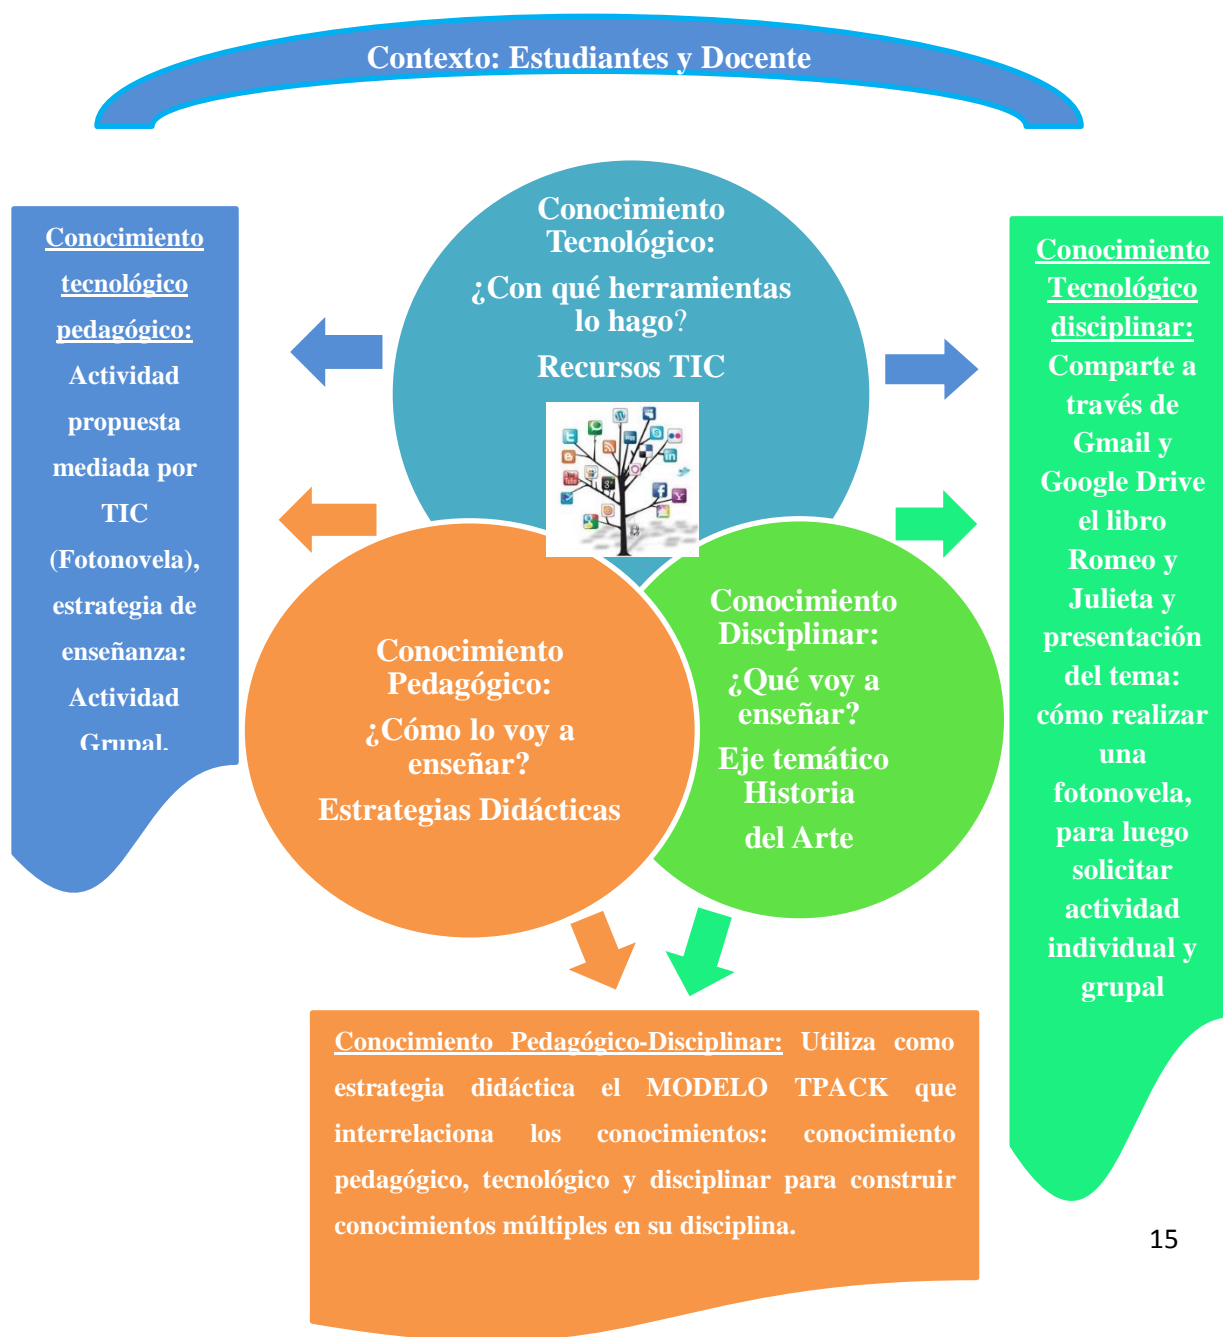 Contexto: Estudiantes y Docente
Conocimiento
Tecnológico:
¿Con qué herramientas
lo hago?
Recursos TIC
Conocimiento
tecnológico
pedagógico:
Actividad
propuesta
mediada por
TIC
(Fotonovela),
estrategia de
enseñanza:
Actividad
Grupal.
Conocimiento
Pedagógico:
¿Cómo lo voy a
enseñar?
Estrategias Didácticas
Conocimiento
Disciplinar:
¿Qué voy a
enseñar?
Eje temático
Historia
del Arte
Conocimiento
Tecnológico
disciplinar:
Comparte a
través de
Gmail y
Google Drive
el libro
Romeo y
Julieta y
presentación
del tema:
cómo realizar
una
fotonovela,
para luego
solicitar
actividad
individual y
grupal
Conocimiento Pedagógico-Disciplinar: Utiliza como
estrategia didáctica el MODELO TPACK que
interrelaciona los conocimientos: conocimiento
pedagógico, tecnológico y disciplinar para construir
conocimientos múltiples en su disciplina.
15